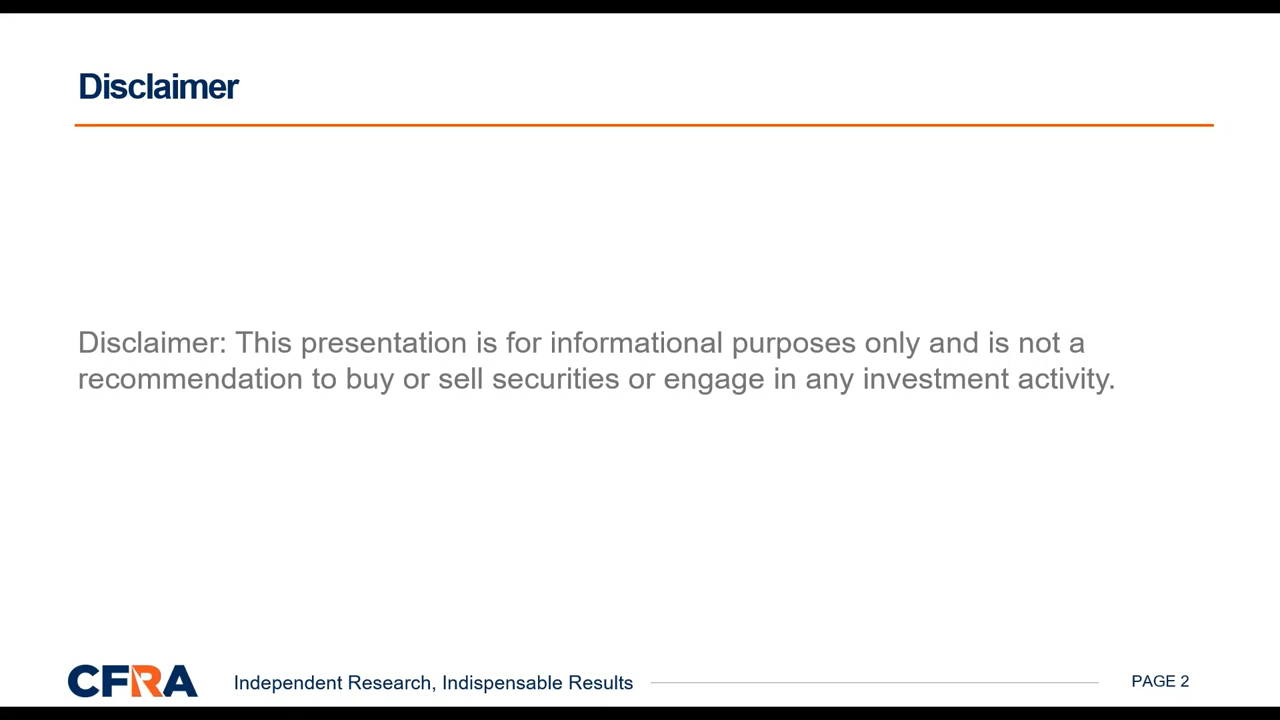 Disclaimer
Disclaimer: This presentation is for informational purposes only and is not a
recommendation to buy or sell securities or engage in any investment activity.
CFRA
Independent Research, Indispensable Results
PAGE 2